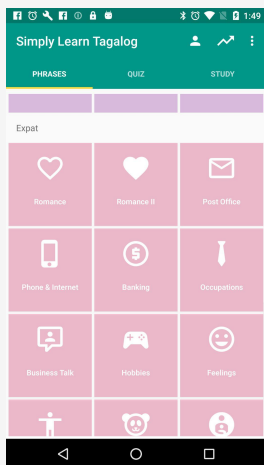 1:49
Simply Learn Tagalog
PHRASES QUIZ STUDY
Expat
Romance Romance II Post Office
Phone & Internet Banking Occupations
Business Talk Hobbies Feelings